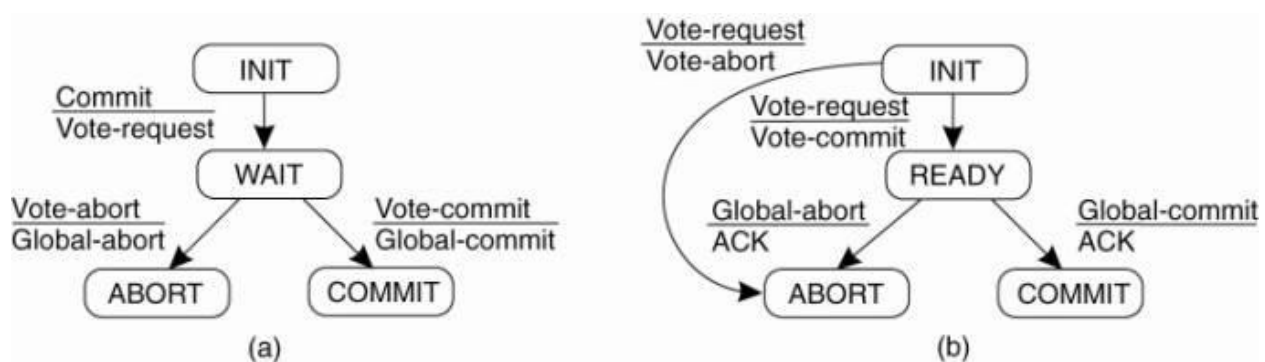 INIT
Commit
Vote-request
WAIT
Vote-abort
Global-abort
Vote-commit
Global-commit
ABORT
COMMIT
(a)
Vote-request
Vote-abort
INIT
Vote-request
Vote-commit
READY
Global-abort
ACK
Global-commit
ACK
ABORT
COMMIT
(b)